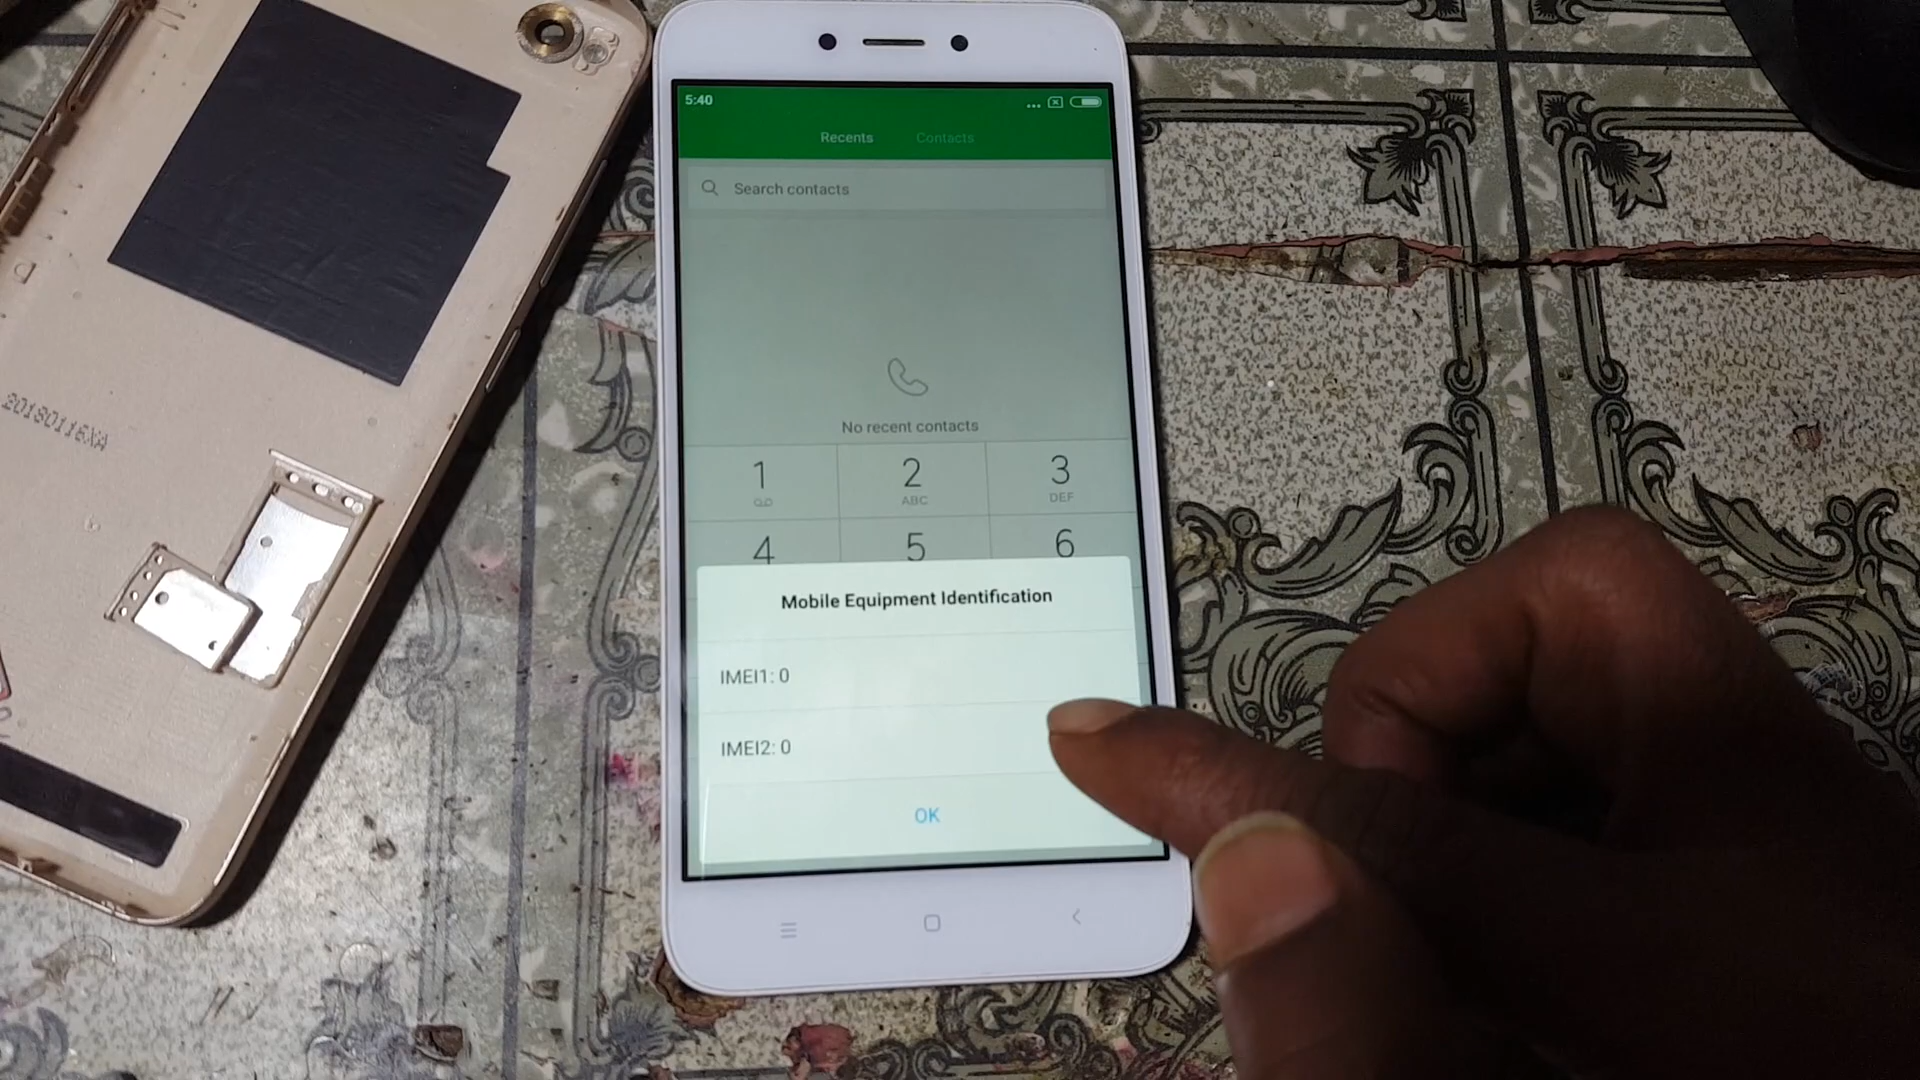 5:40
Recents Contacts
Search contacts
No recent contacts
1 2 3
ABC DEF
4 5 6
Mobile Equipment Identification
IMEI1: 0
IMEI2: 0
OK
20180116XA